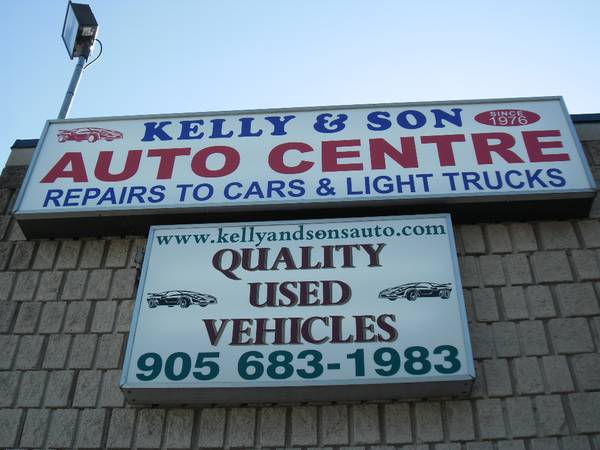 KELLY & SON
SINCE
1976
AUTO CENTRE
REPAIRS TO CARS & LIGHT TRUCKS
www.kellyandsonsauto.com
QUALITY
USED
VEHICLES
905 683-1983